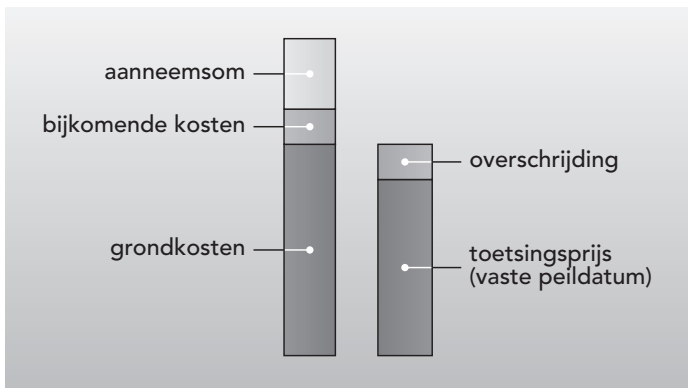 aanneemsom
bijkomende kosten
grondkosten
overschrijding
toetsingsprijs
(vaste peildatum)